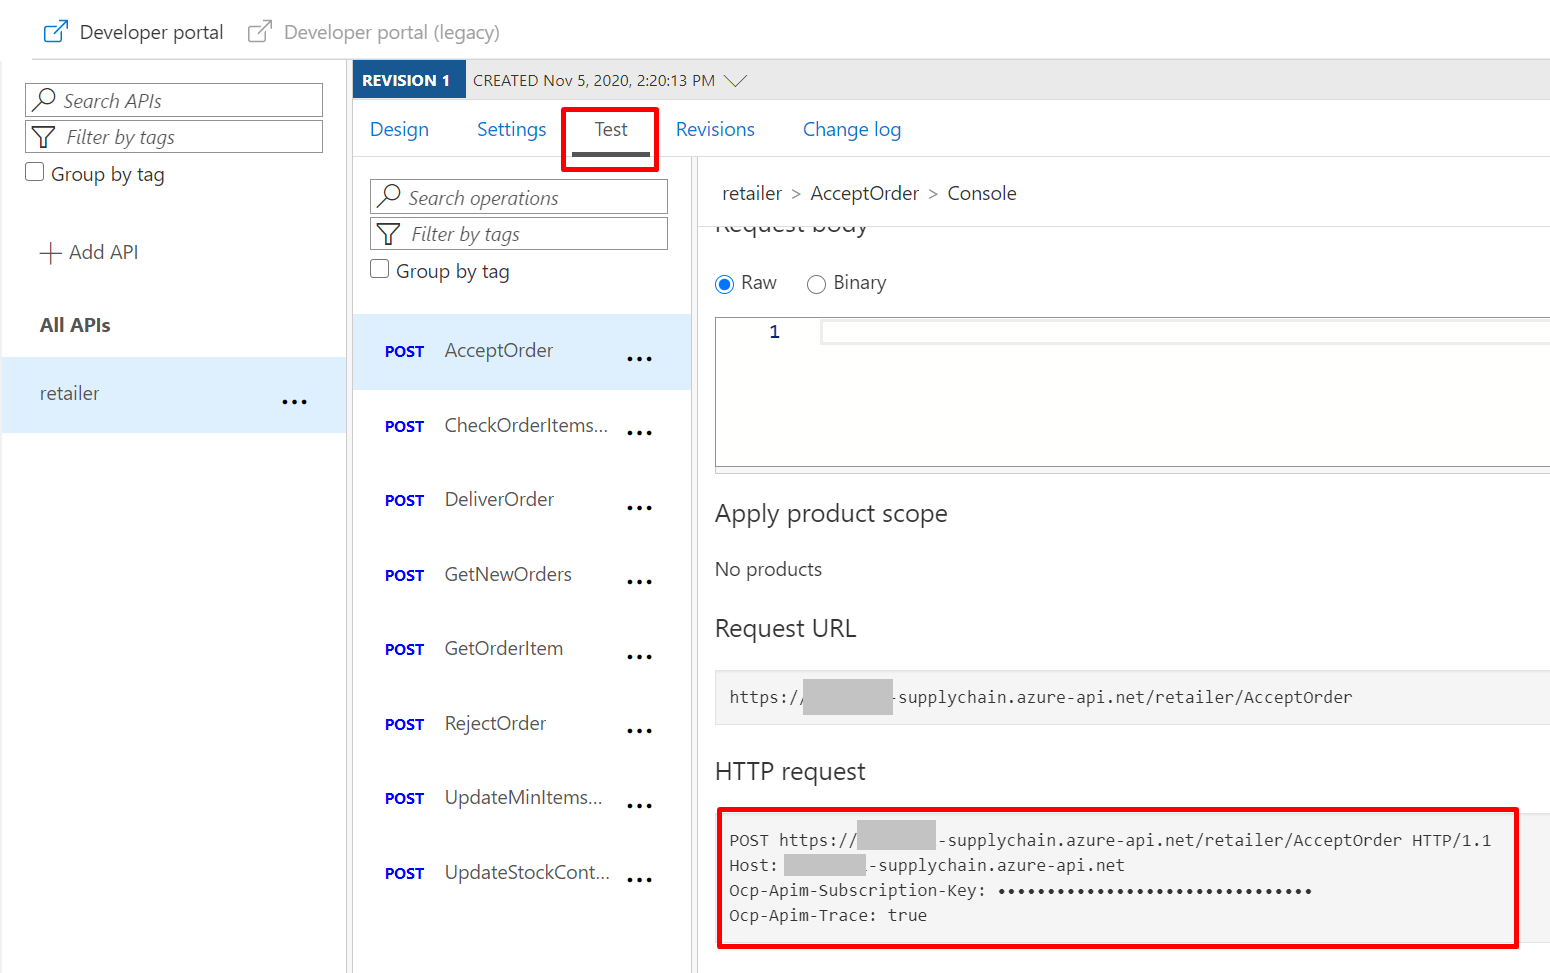 Developer portal
Developer portal (legacy)
Search APIs
Filter by tags
Group by tag
Add API
All APIs
retailer
...
REVISION 1
CREATED Nov 5, 2020, 2:20:13 PM
Design
Settings
Test
Revisions
Change log
Search operations
Filter by tags
Group by tag
POST AcceptOrder ...
POST CheckOrderItems... ...
POST DeliverOrder ...
POST GetNewOrders ...
POST GetOrderItem ...
POST RejectOrder ...
POST UpdateMinItems... ...
POST UpdateStockCont... ...
retailer > AcceptOrder > Console
Request body
Raw
Binary
1
Apply product scope
No products
Request URL
https:// -supplychain.azure-api.net/retailer/AcceptOrder
HTTP request
POST https:// -supplychain.azure-api.net/retailer/AcceptOrder HTTP/1.1
Host: -supplychain.azure-api.net
Ocp-Apim-Subscription-Key: ••••••••••••••••••••••••••••••••
Ocp-Apim-Trace: true